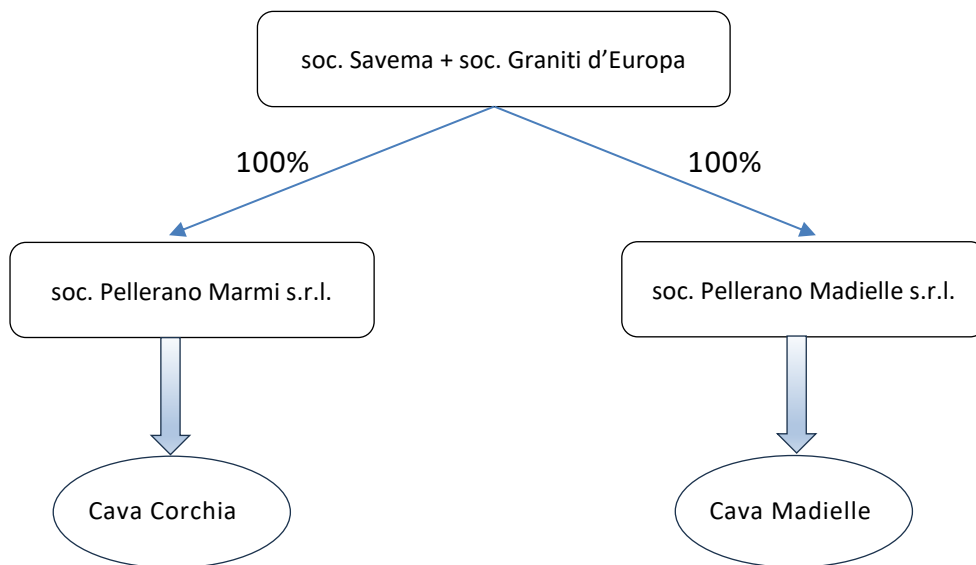 soc. Savema + soc. Graniti d’Europa
100%
100%
soc. Pellerano Marmi s.r.l.
soc. Pellerano Madielle s.r.l.
Cava Corchia
Cava Madielle